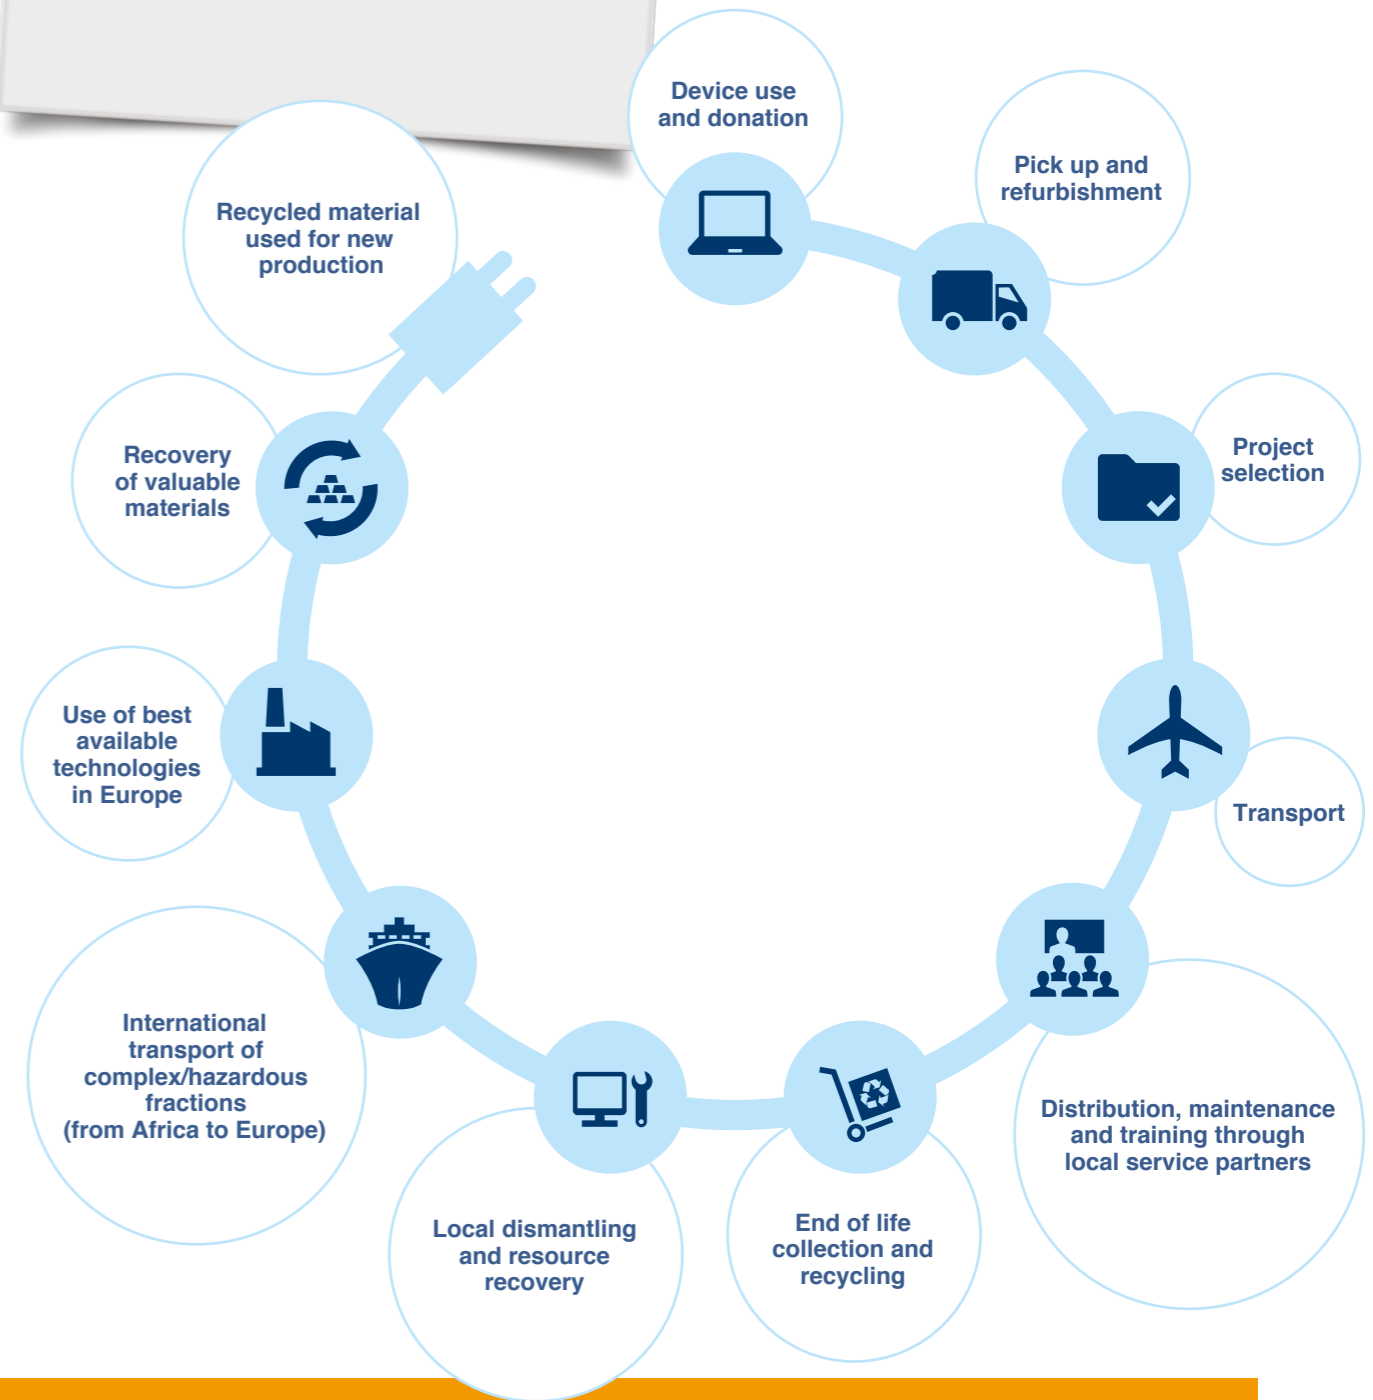 Device use
and donation
Pick up and
refurbishment
Project
selection
Transport
Distribution, maintenance
and training through
local service partners
End of life
collection and
recycling
Local dismantling
and resource
recovery
International
transport of
complex/hazardous
fractions
(from Africa to Europe)
Use of best
available
technologies
in Europe
Recovery
of valuable
materials
Recycled material
used for new
production